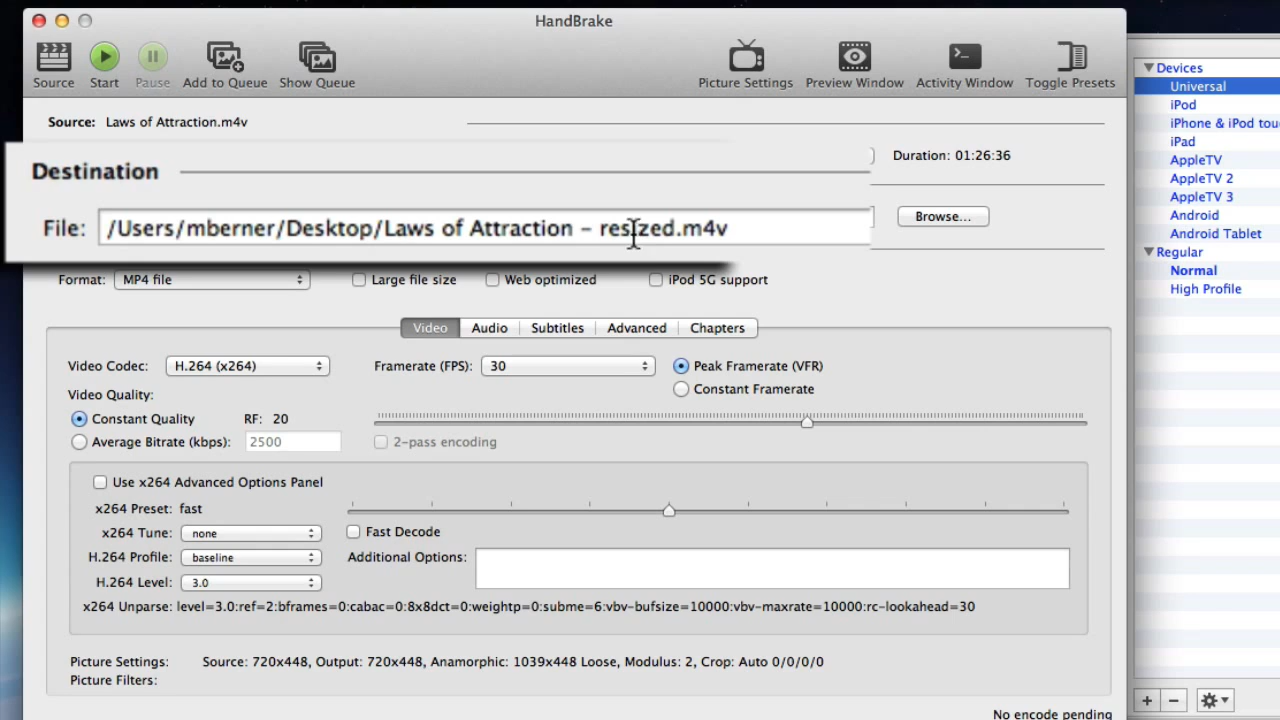 HandBrake
Source Start Pause Add to Queue Show Queue Picture Settings Preview Window Activity Window Toggle Presets
Source: Laws of Attraction.m4v
Duration: 01:26:36
Destination
File: /Users/mberner/Desktop/Laws of Attraction - resized.m4v
Browse...
Format: MP4 file Large file size Web optimized iPod 5G support
Video Audio Subtitles Advanced Chapters
Video Codec: H.264 (x264) Framerate (FPS): 30 Peak Framerate (VFR)
Constant Framerate
Video Quality:
Constant Quality RF: 20
Average Bitrate (kbps): 2500 2-pass encoding
Use x264 Advanced Options Panel
x264 Preset: fast
x264 Tune: none Fast Decode
H.264 Profile: baseline Additional Options:
H.264 Level: 3.0
x264 Unparse: level=3.0:ref=2:bframes=0:cabac=0:8x8dct=0:weightp=0:subme=6:vbv-bufsize=10000:vbv-maxrate=10000:rc-lookahead=30
Picture Settings: Source: 720x448, Output: 720x448, Anamorphic: 1039x448 Loose, Modulus: 2, Crop: Auto 0/0/0/0
Picture Filters:
No encode pending
Devices
Universal
iPod
iPhone & iPod tou
iPad
AppleTV
AppleTV 2
AppleTV 3
Android
Android Tablet
Regular
Normal
High Profile